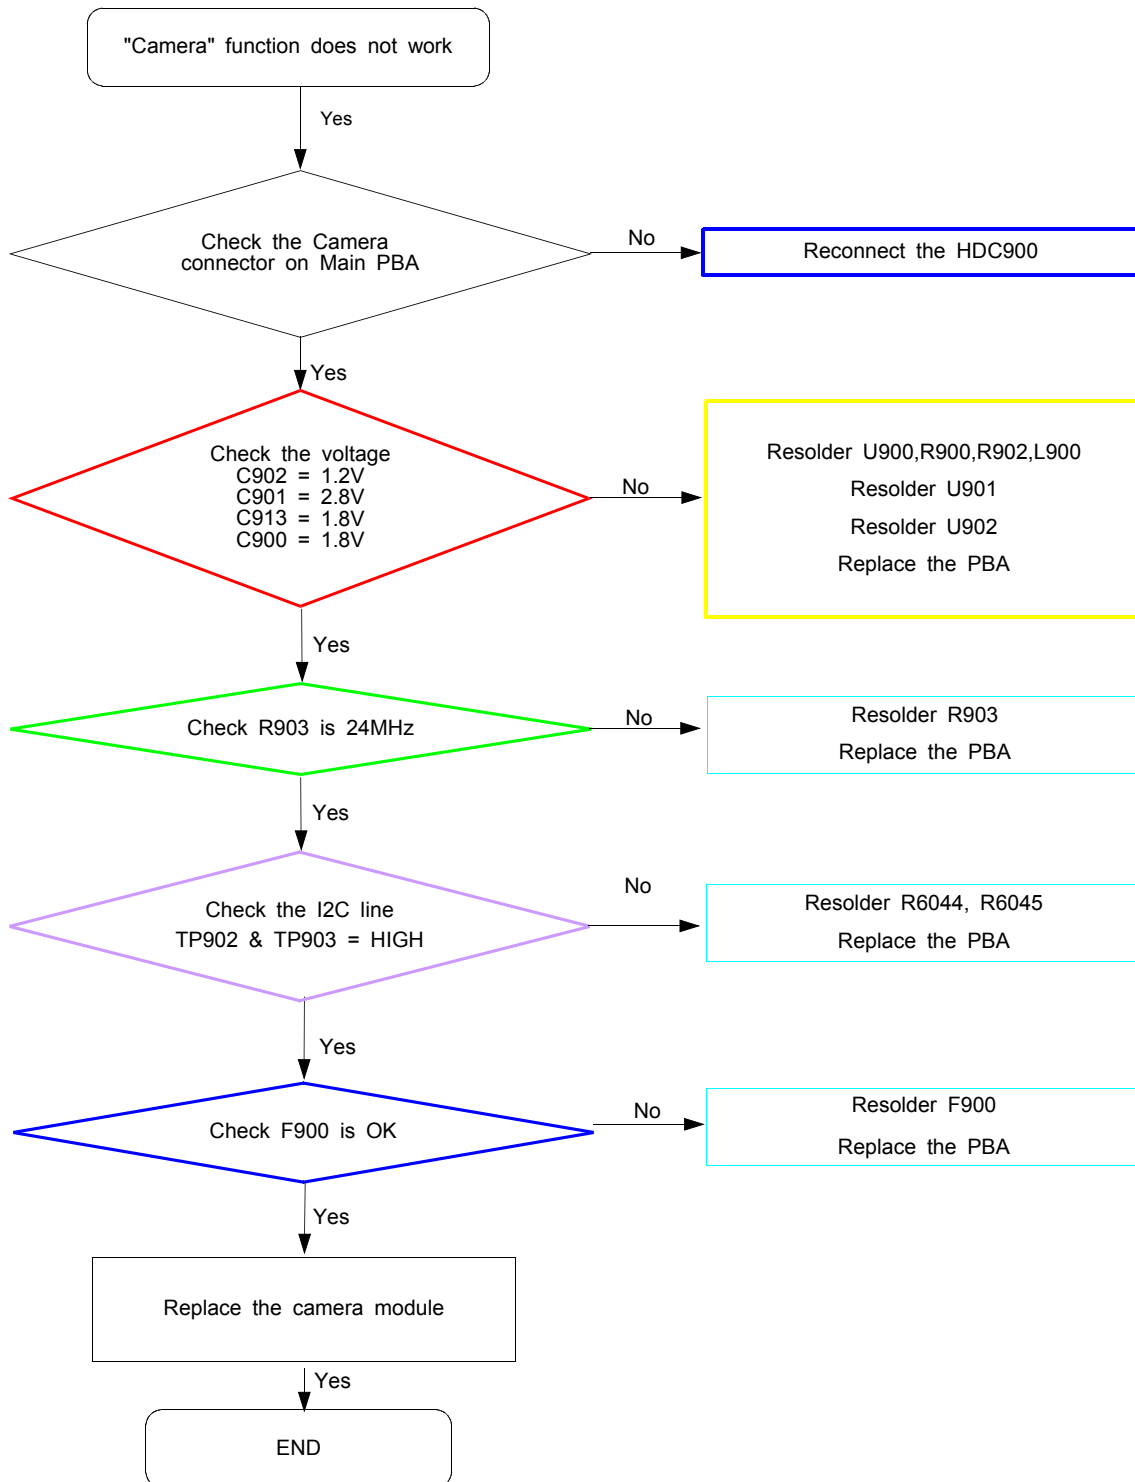 "Camera" function does not work
Yes
Check the Camera
connector on Main PBA
No
Reconnect the HDC900
Yes
Check the voltage
C902 = 1.2V
C901 = 2.8V
C913 = 1.8V
C900 = 1.8V
No
Resolder U900,R900,R902,L900
Resolder U901
Resolder U902
Replace the PBA
Yes
Check R903 is 24MHz
No
Resolder R903
Replace the PBA
Yes
Check the I2C line
TP902 & TP903 = HIGH
No
Resolder R6044, R6045
Replace the PBA
Yes
Check F900 is OK
No
Resolder F900
Replace the PBA
Yes
Replace the camera module
Yes
END